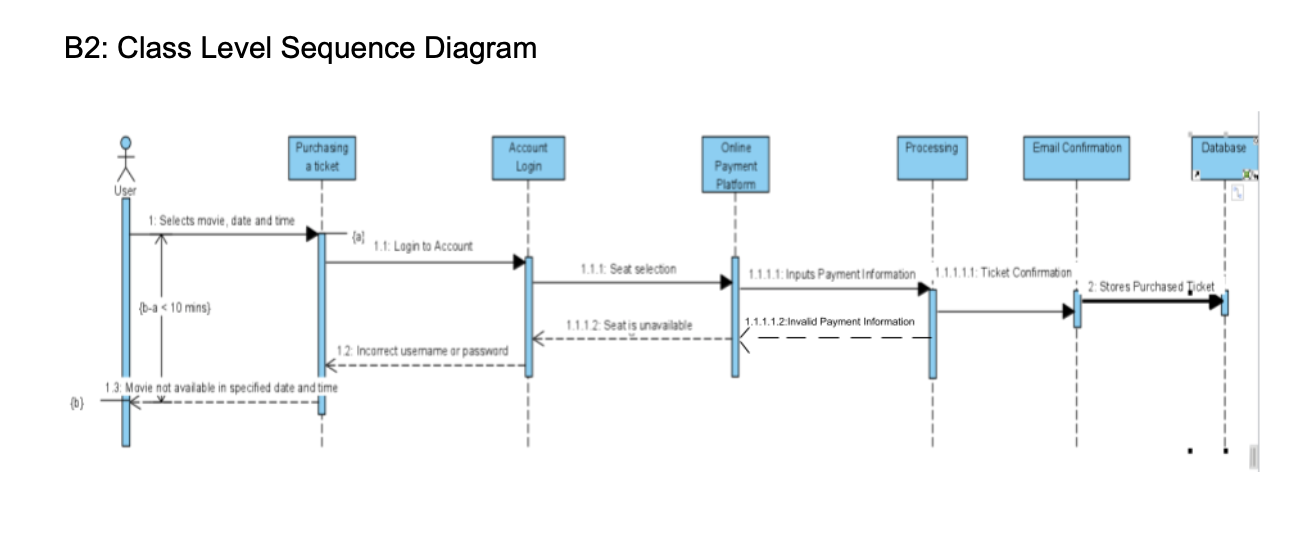 B2: Class Level Sequence Diagram
Purchasing
a ticket
Account
Login
Online
Payment
Platform
Processing
Email Confirmation
Database
User
1: Selects movie, date and time
{a}
1.1: Login to Account
1.1.1: Seat selection
1.1.1.1: Inputs Payment Information
1.1.1.1.1: Ticket Confirmation
2: Stores Purchased Ticket
{b-a < 10 mins}
1.1.1.2: Seat is unavailable
1.1.1.1.2:Invalid Payment Information
1.2: Incorrect username or password
1.3: Movie not available in specified date and time
{b}